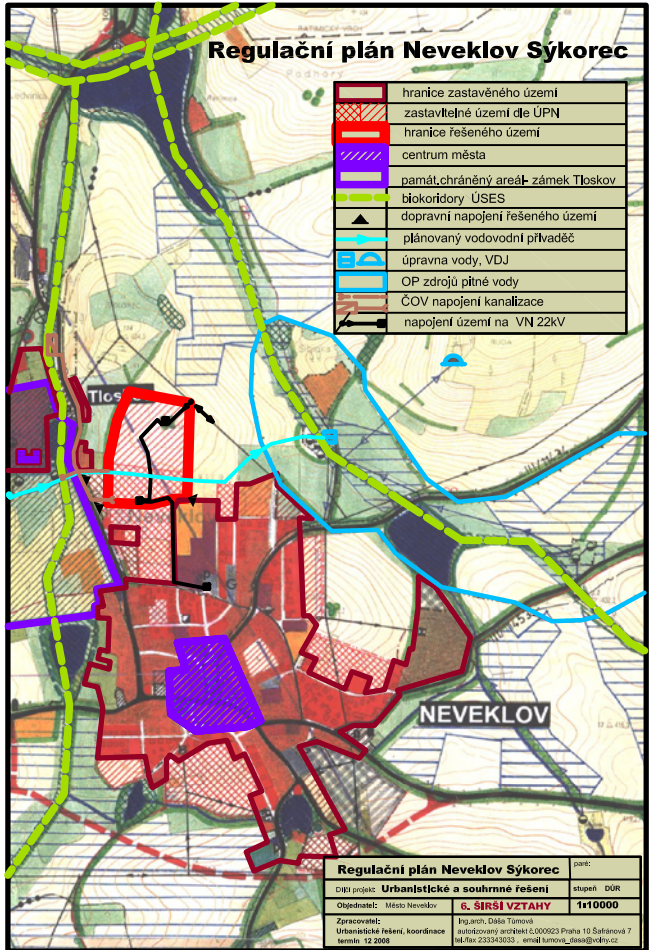 Regulační plán Neveklov Sýkorec
hranice zastavěného území
zastavitelné území dle ÚPN
hranice řešeného území
centrum města
památ.chráněný areál- zámek Tloskov
biokoridory ÚSES
dopravní napojení řešeného území
plánovaný vodovodní přivaděč
úpravna vody, VDJ
OP zdrojů pitné vody
ČOV napojení kanalizace
napojení území na VN 22kV
NEVEKLOV
Regulační plán Neveklov Sýkorec
paré:
Dílčí projekt: Urbanistické a souhrnné řešení
stupeň DÚR
Objednatel: Město Neveklov
6. ŠIRŠÍ VZTAHY
1:10000
Zpracovatel:
Urbanistické řešení, koordinace
termín 12 2008
Ing.arch. Dáša Tůmová
autorizovaný architekt č.000923 Praha 10 Šafránová 7
tel./fax 233343033 , email tumova_dasa@volny.cz